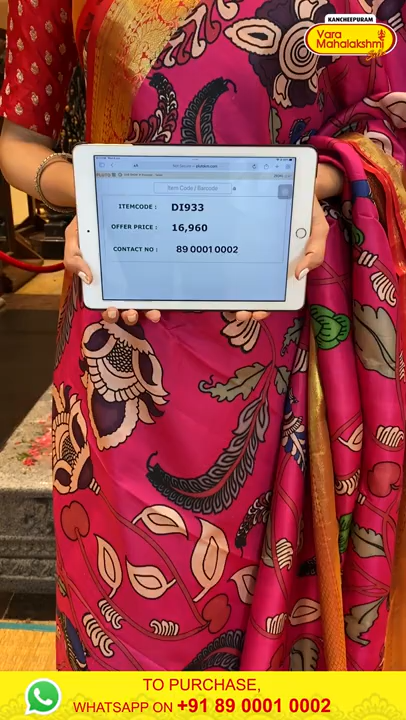 KANCHEEPURAM
Vara
Mahalakshmi
Silks
Item Code / Barcode
ITEMCODE : DI933
OFFER PRICE : 16,960
CONTACT NO : 89 0001 0002
TO PURCHASE,
WHATSAPP ON +91 89 0001 0002